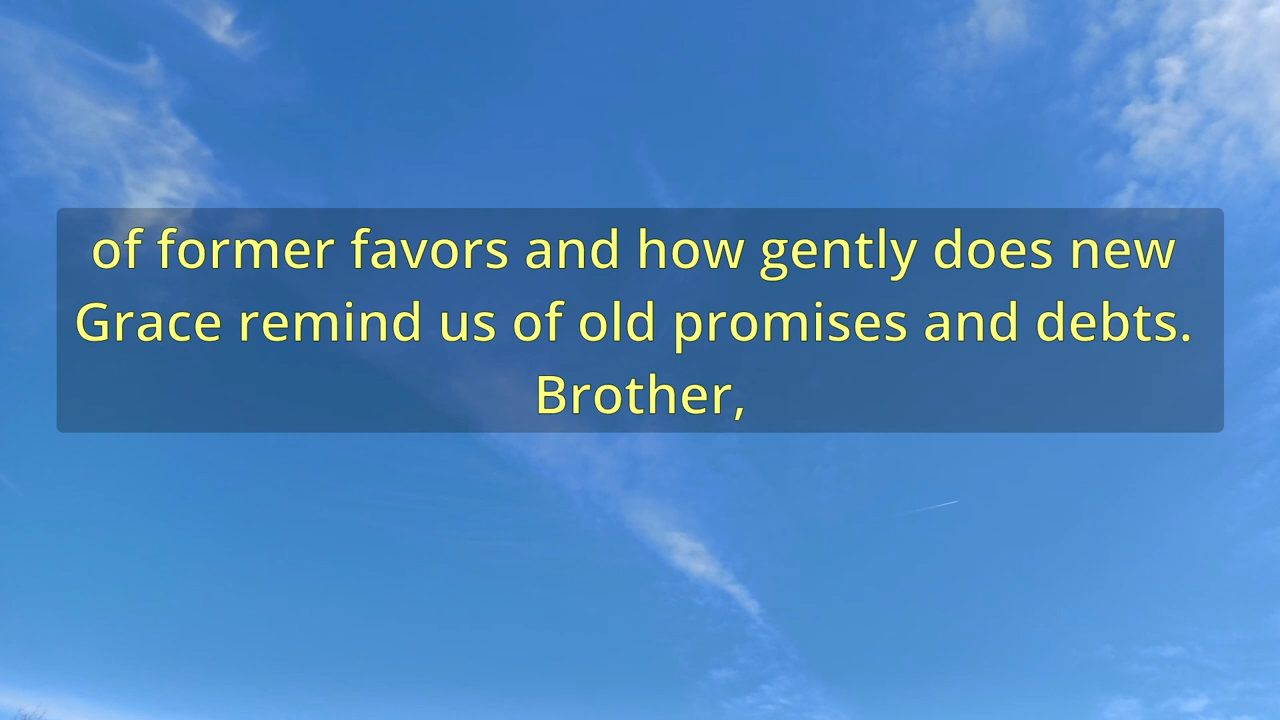 of former favors and how gently does new
Grace remind us of old promises and debts.
Brother,